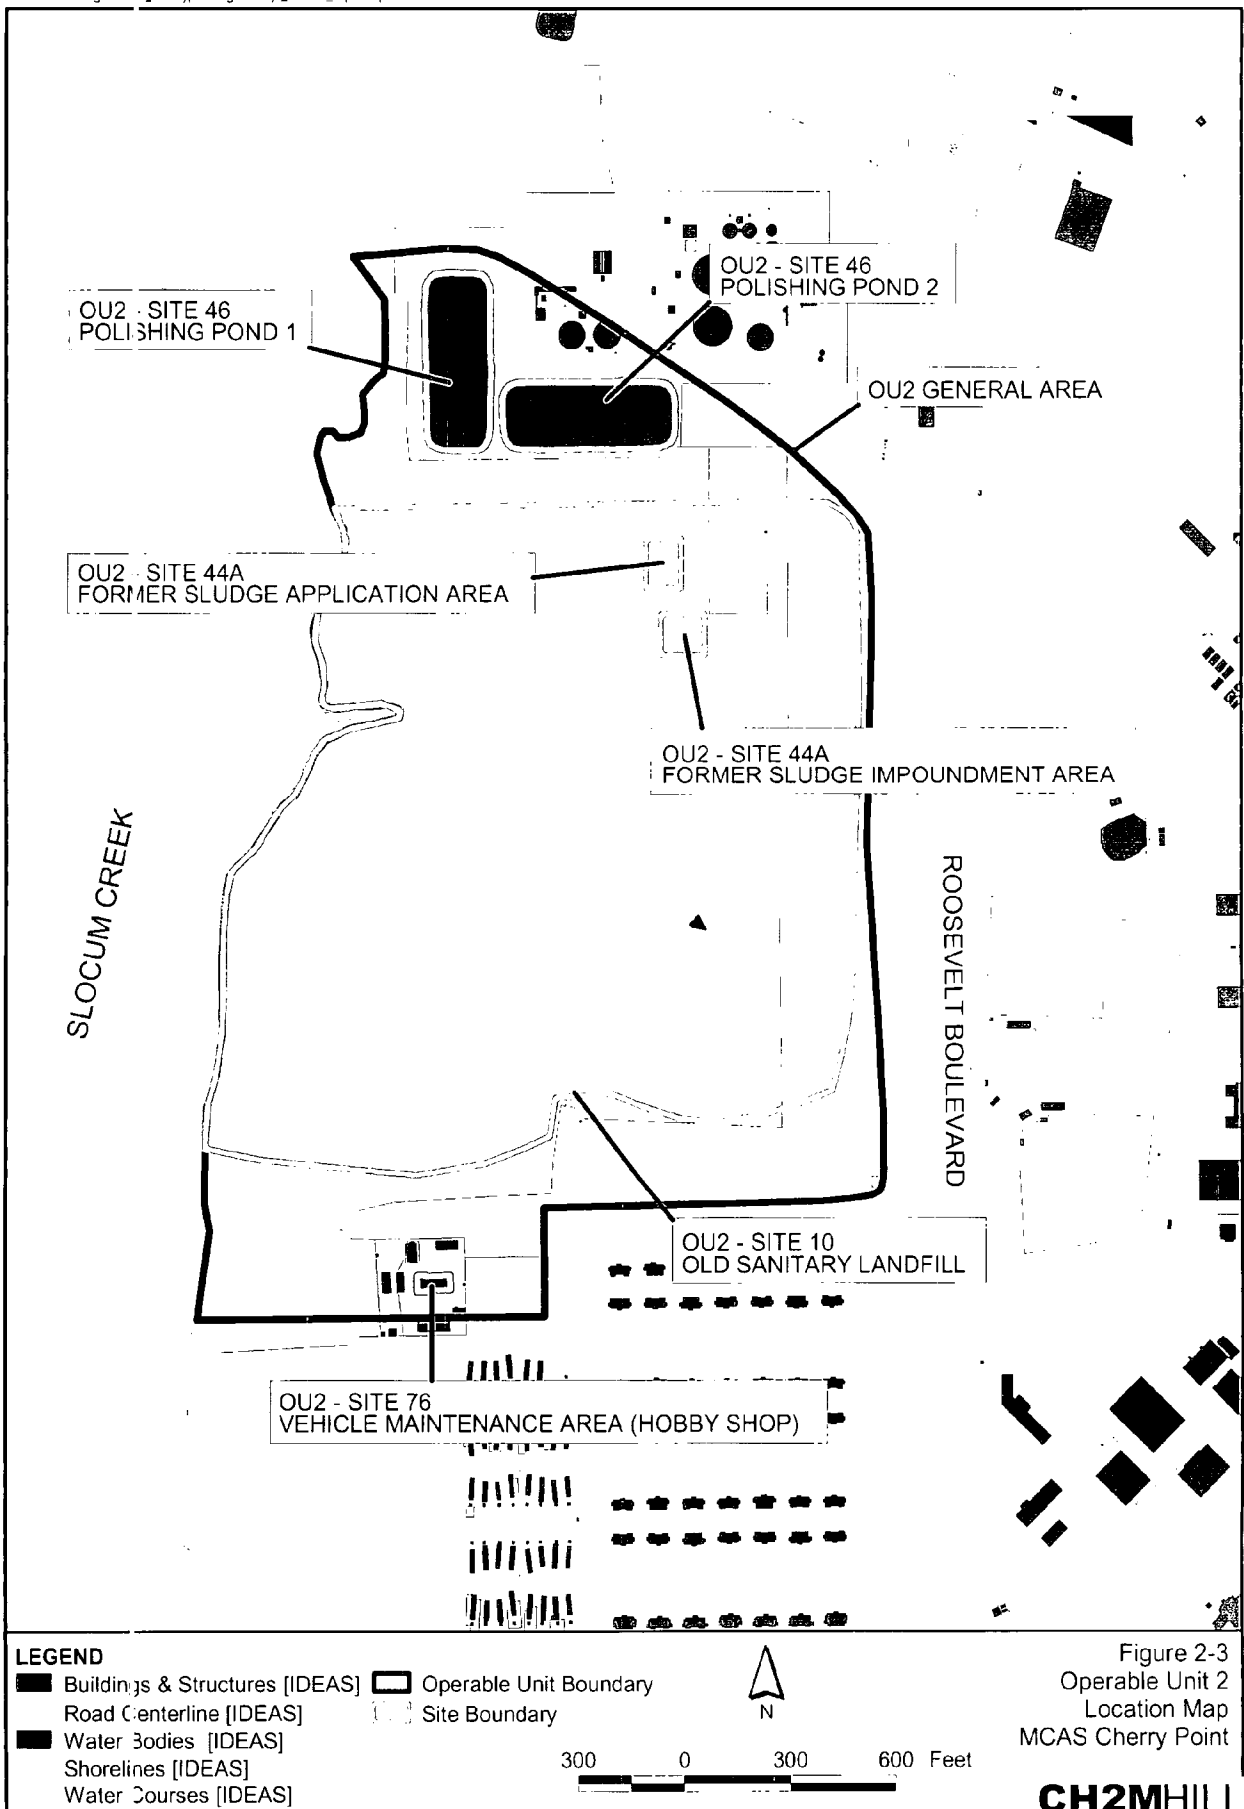 OU2 - SITE 46
POLISHING POND 2
OU2 - SITE 46
POLISHING POND 1
OU2 GENERAL AREA
OU2 - SITE 44A
FORMER SLUDGE APPLICATION AREA
OU2 - SITE 44A
FORMER SLUDGE IMPOUNDMENT AREA
SLOCUM CREEK
ROOSEVELT BOULEVARD
OU2 - SITE 10
OLD SANITARY LANDFILL
OU2 - SITE 76
VEHICLE MAINTENANCE AREA (HOBBY SHOP)
LEGEND
Buildings & Structures [IDEAS]
Road Centerline [IDEAS]
Water Bodies [IDEAS]
Shorelines [IDEAS]
Water Courses [IDEAS]
Operable Unit Boundary
Site Boundary
N
300 0 300 600 Feet
Figure 2-3
Operable Unit 2
Location Map
MCAS Cherry Point
CH2MHILL